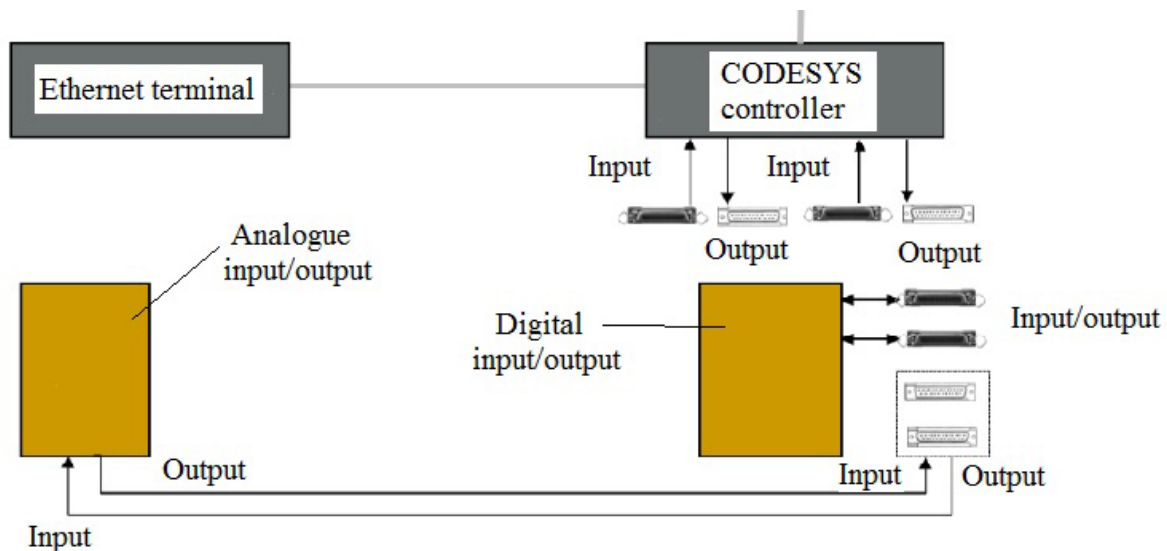 Ethernet terminal
CODESYS
controller
Input
Input
Output
Output
Analogue
input/output
Digital
input/output
Input/output
Output
Input
Output
Input